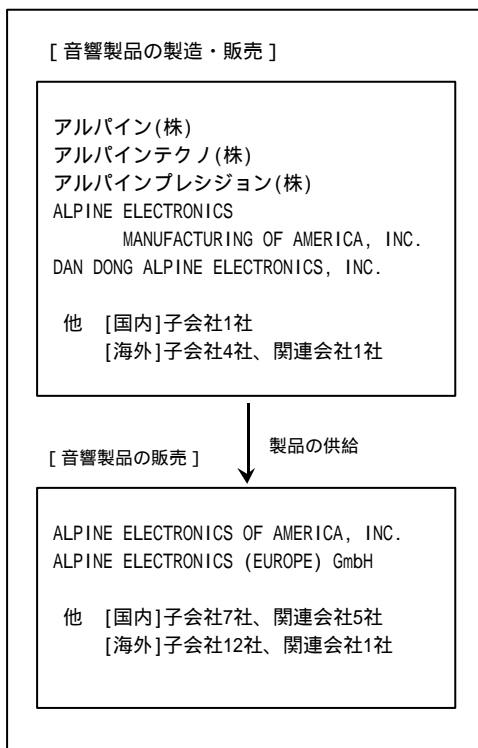 [音響製品の製造・販売]
アルパイン(株)
アルパインテクノ(株)
アルパインプレシジョン(株)
ALPINE ELECTRONICS
MANUFACTURING OF AMERICA, INC.
DAN DONG ALPINE ELECTRONICS, INC.
他 [国内]子会社1社
[海外]子会社4社、関連会社1社
製品の供給
[音響製品の販売]
ALPINE ELECTRONICS OF AMERICA, INC.
ALPINE ELECTRONICS (EUROPE) GmbH
他 [国内]子会社7社、関連会社5社
[海外]子会社12社、関連会社1社